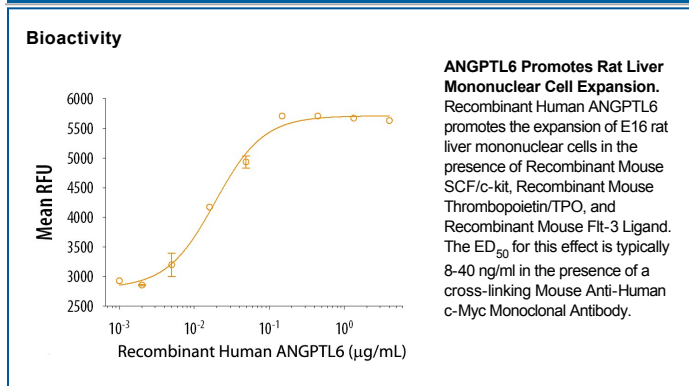 Bioactivity
ANGPTL6 Promotes Rat Liver
Mononuclear Cell Expansion.
Recombinant Human ANGPTL6
promotes the expansion of E16 rat
liver mononuclear cells in the
presence of Recombinant Mouse
SCF/c-kit, Recombinant Mouse
Thrombopoietin/TPO, and
Recombinant Mouse Flt-3 Ligand.
The ED50 for this effect is typically
8-40 ng/ml in the presence of a
cross-linking Mouse Anti-Human
c-Myc Monoclonal Antibody.
Mean RFU
6000
5500
5000
4500
4000
3500
3000
2500
10⁻³ 10⁻² 10⁻¹ 10⁰
Recombinant Human ANGPTL6 (µg/mL)